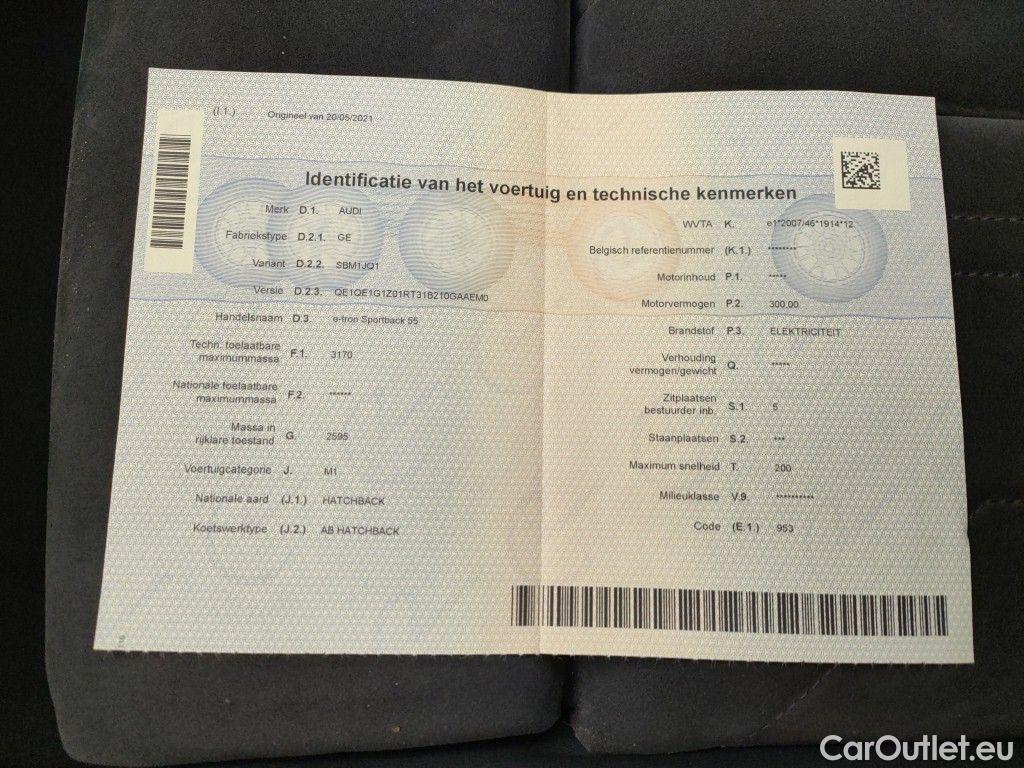 (I.1.) Origineel van 20/05/2021
Identificatie van het voertuig en technische kenmerken
Merk D.1. AUDI
Fabriekstype D.2.1. GE
Variant D.2.2. SBM1JQ1
Versie D.2.3. QE1QE1G1Z01RT31B210GAAEM0
Handelsnaam D.3. e-tron Sportback 55
Techn. toelaatbare
maximummassa F.1. 3170
Nationale toelaatbare
maximummassa F.2. ******
Massa in
rijklare toestand G. 2595
Voertuigcategorie J. M1
Nationale aard (J.1.) HATCHBACK
Koetswerktype (J.2.) AB HATCHBACK
WVTA K. e1*2007/46*1914*12
Belgisch referentienummer (K.1.) ********
Motorinhoud P.1. *****
Motorvermogen P.2. 300.00
Brandstof P.3. ELEKTRICITEIT
Verhouding
vermogen/gewicht Q. *****
Zitplaatsen
bestuurder inb. S.1. 5
Staanplaatsen S.2. ***
Maximum snelheid T. 200
Milieuklasse V.9. **********
Code (E.1.) 953
CarOutlet.eu